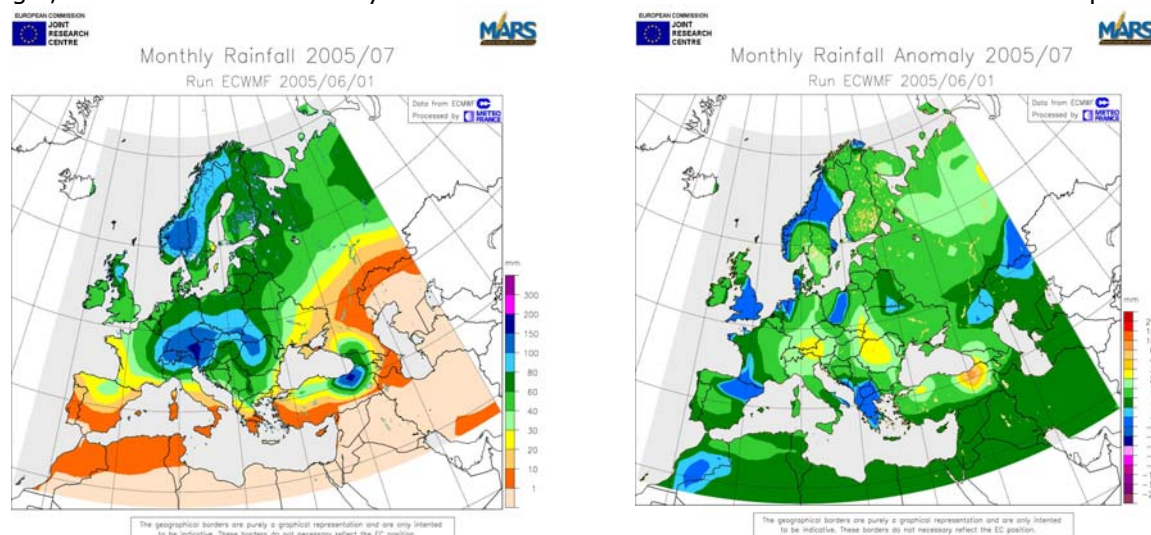 EUROPEAN COMMISSION
JOINT
RESEARCH
CENTRE
MARS
Monthly Rainfall 2005/07
Run ECWMF 2005/06/01
Data from ECMWF
Processed by METEO
FRANCE
mm
300
200
150
100
80
60
40
30
20
10
1
The geographical borders are purely a graphical representation and are only intented
to be indicative. These borders do not necessary reflect the EC position.
EUROPEAN COMMISSION
JOINT
RESEARCH
CENTRE
MARS
Monthly Rainfall Anomaly 2005/07
Run ECWMF 2005/06/01
Data from ECMWF
Processed by METEO
FRANCE
mm
The geographical borders are purely a graphical representation and are only intented
to be indicative. These borders do not necessary reflect the EC position.